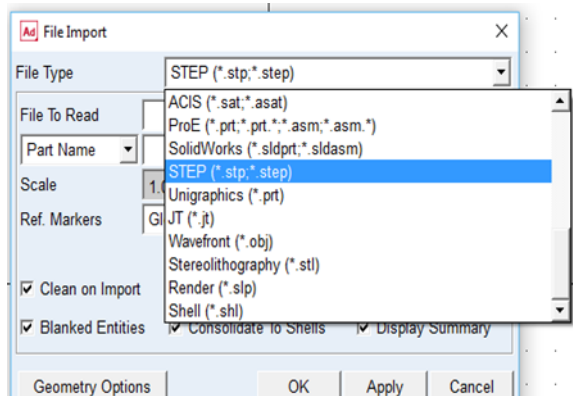 Ad File Import
File Type STEP (*.stp;*.step)
File To Read
ACIS (*.sat;*.asat)
ProE (*.prt;*.prt.*;*.asm;*.asm.*)
Part Name
SolidWorks (*.sldprt;*.sldasm)
STEP (*.stp;*.step)
Scale 1.0
Unigraphics (*.prt)
Ref. Markers Gl
JT (*.jt)
Wavefront (*.obj)
Stereolithography (*.stl)
Clean on Import
Render (*.slp)
Shell (*.shl)
Blanked Entities Consolidate To Shells Display Summary
Geometry Options OK Apply Cancel